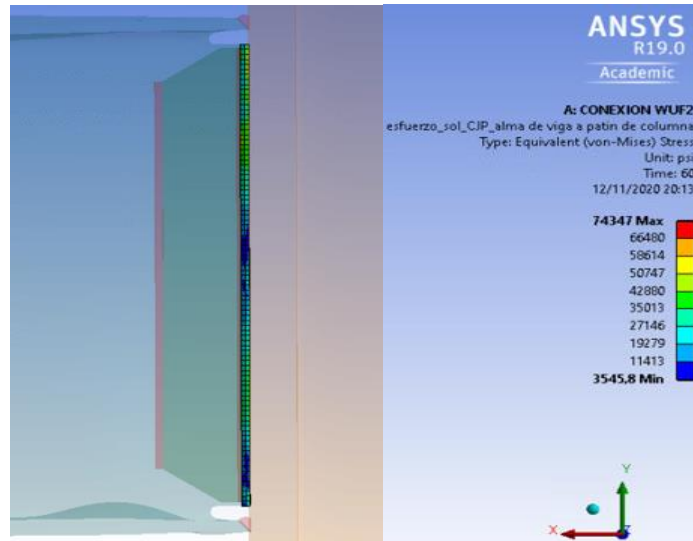 ANSYS
R19.0
Academic
A: CONEXION WUF2
esfuerzo_sol_CJP_alma de viga a patin de columna
Type: Equivalent (von-Mises) Stress
Unit: psi
Time: 60
12/11/2020 20:13
74347 Max
66480
58614
50747
42880
35013
27146
19279
11413
3545,8 Min
Y
X